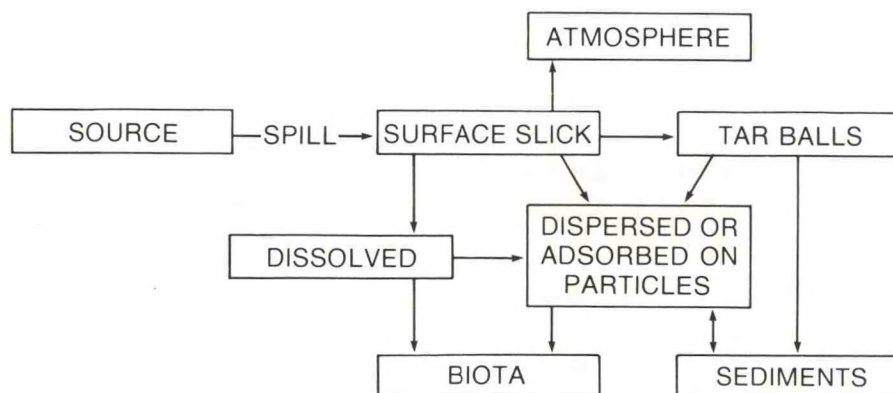 ATMOSPHERE
SOURCE
SPILL
SURFACE SLICK
TAR BALLS
DISSOLVED
DISPERSED OR
ADSORBED ON
PARTICLES
BIOTA
SEDIMENTS